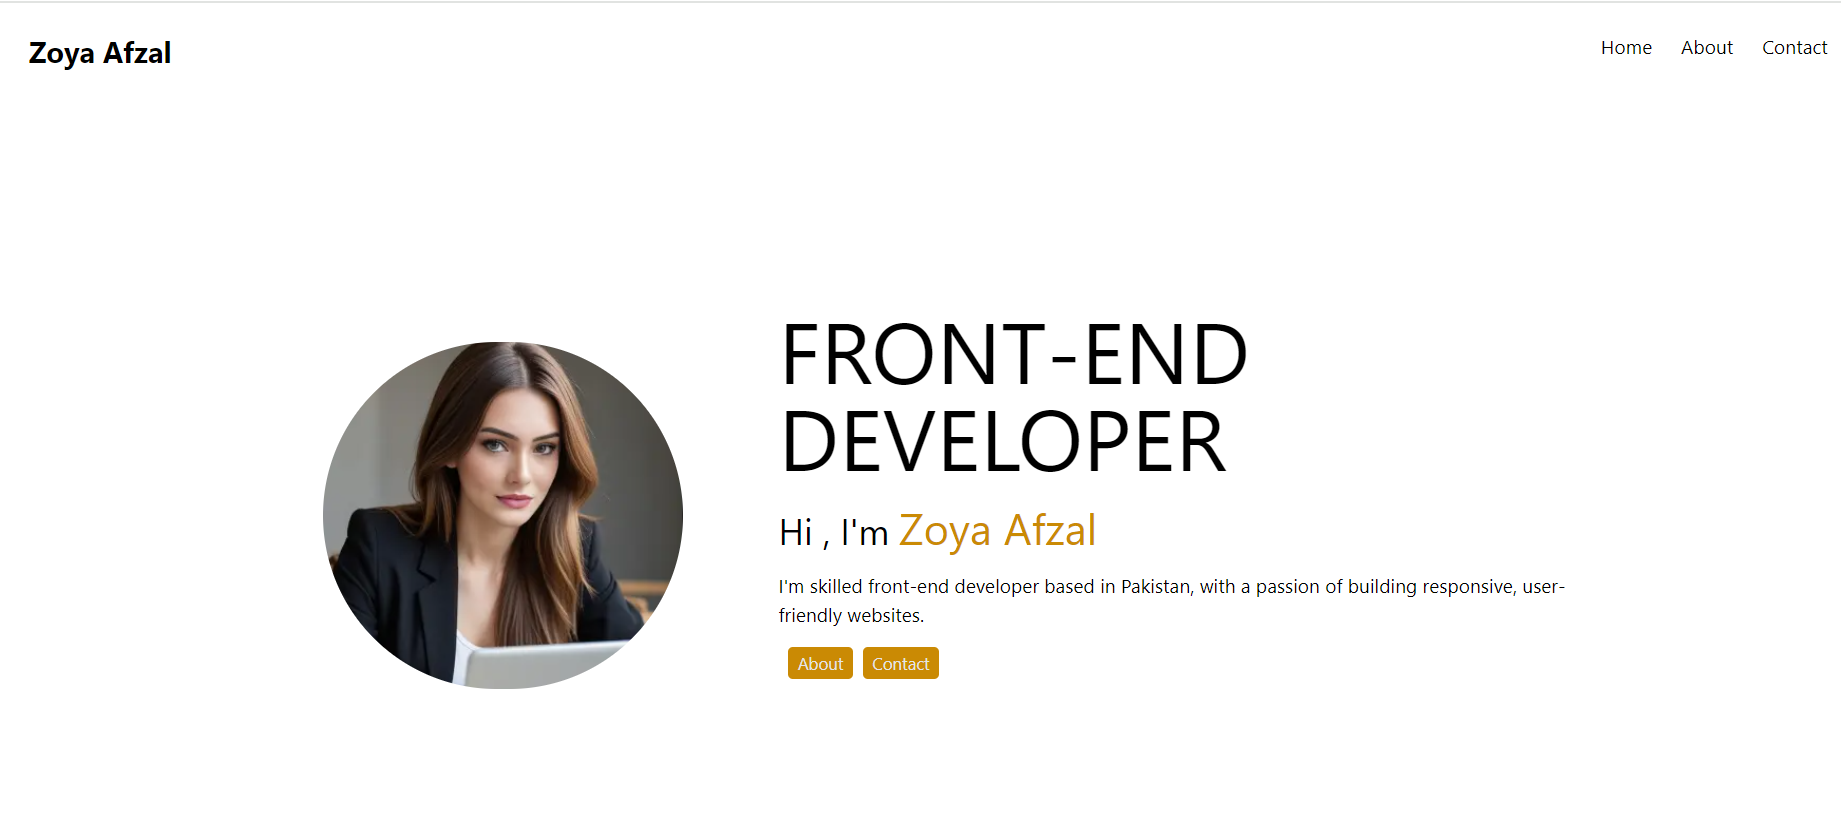 Zoya Afzal
Home About Contact
FRONT-END
DEVELOPER
Hi , I'm Zoya Afzal
I'm skilled front-end developer based in Pakistan, with a passion of building responsive, user-
friendly websites.
About Contact